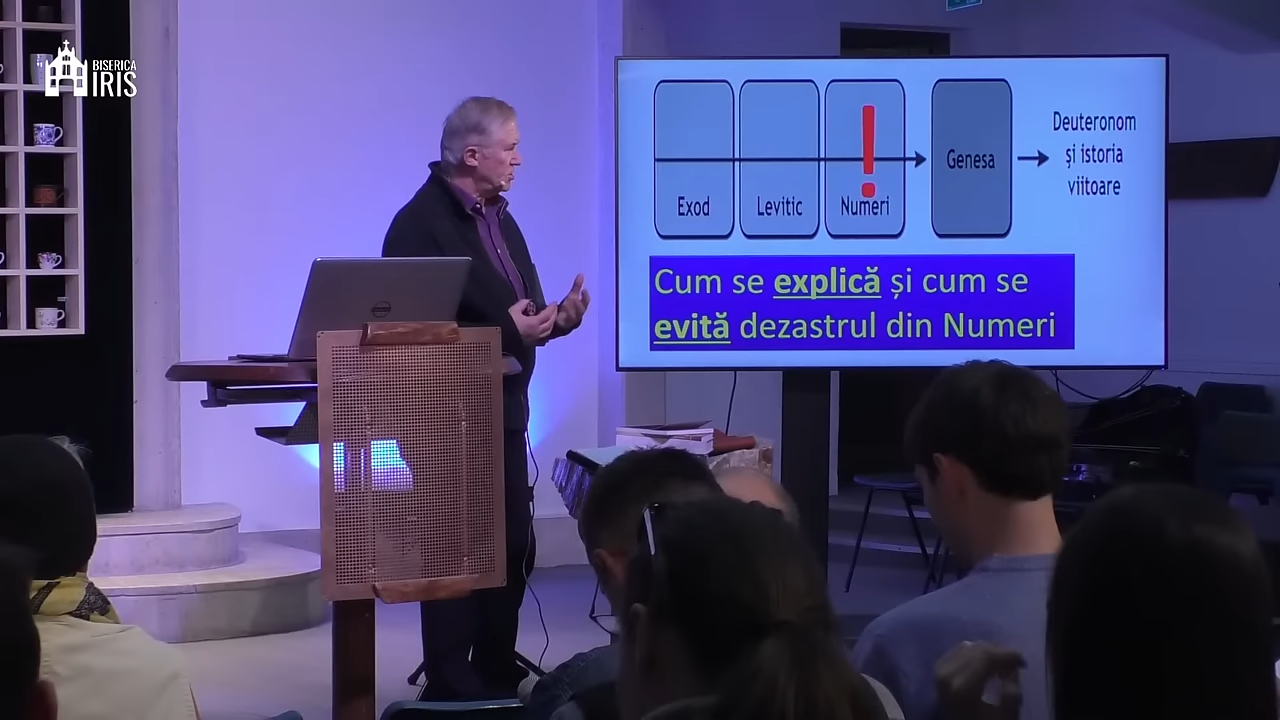 BISERICA
IRIS
Exod
Levitic
Numeri
!
Genesa
Deuteronom
și istoria
viitoare
Cum se explică și cum se
evită dezastrul din Numeri